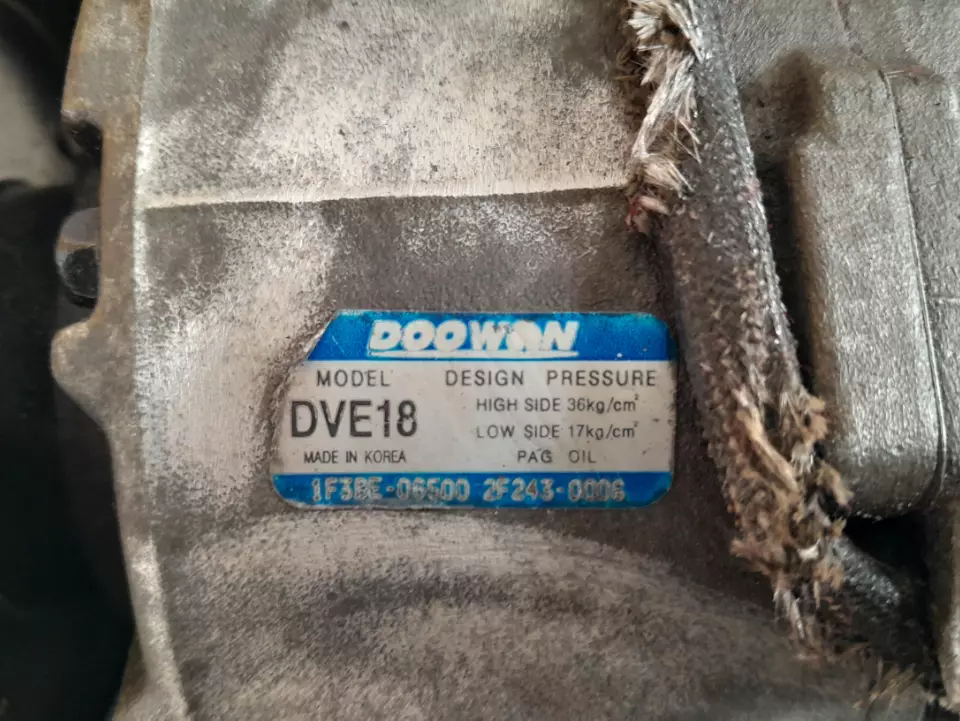 DOOWON
MODEL DESIGN PRESSURE
DVE18 HIGH SIDE 36kg/cm²
LOW SIDE 17kg/cm²
MADE IN KOREA PAG OIL
1F3BE-06500 2F243-0006